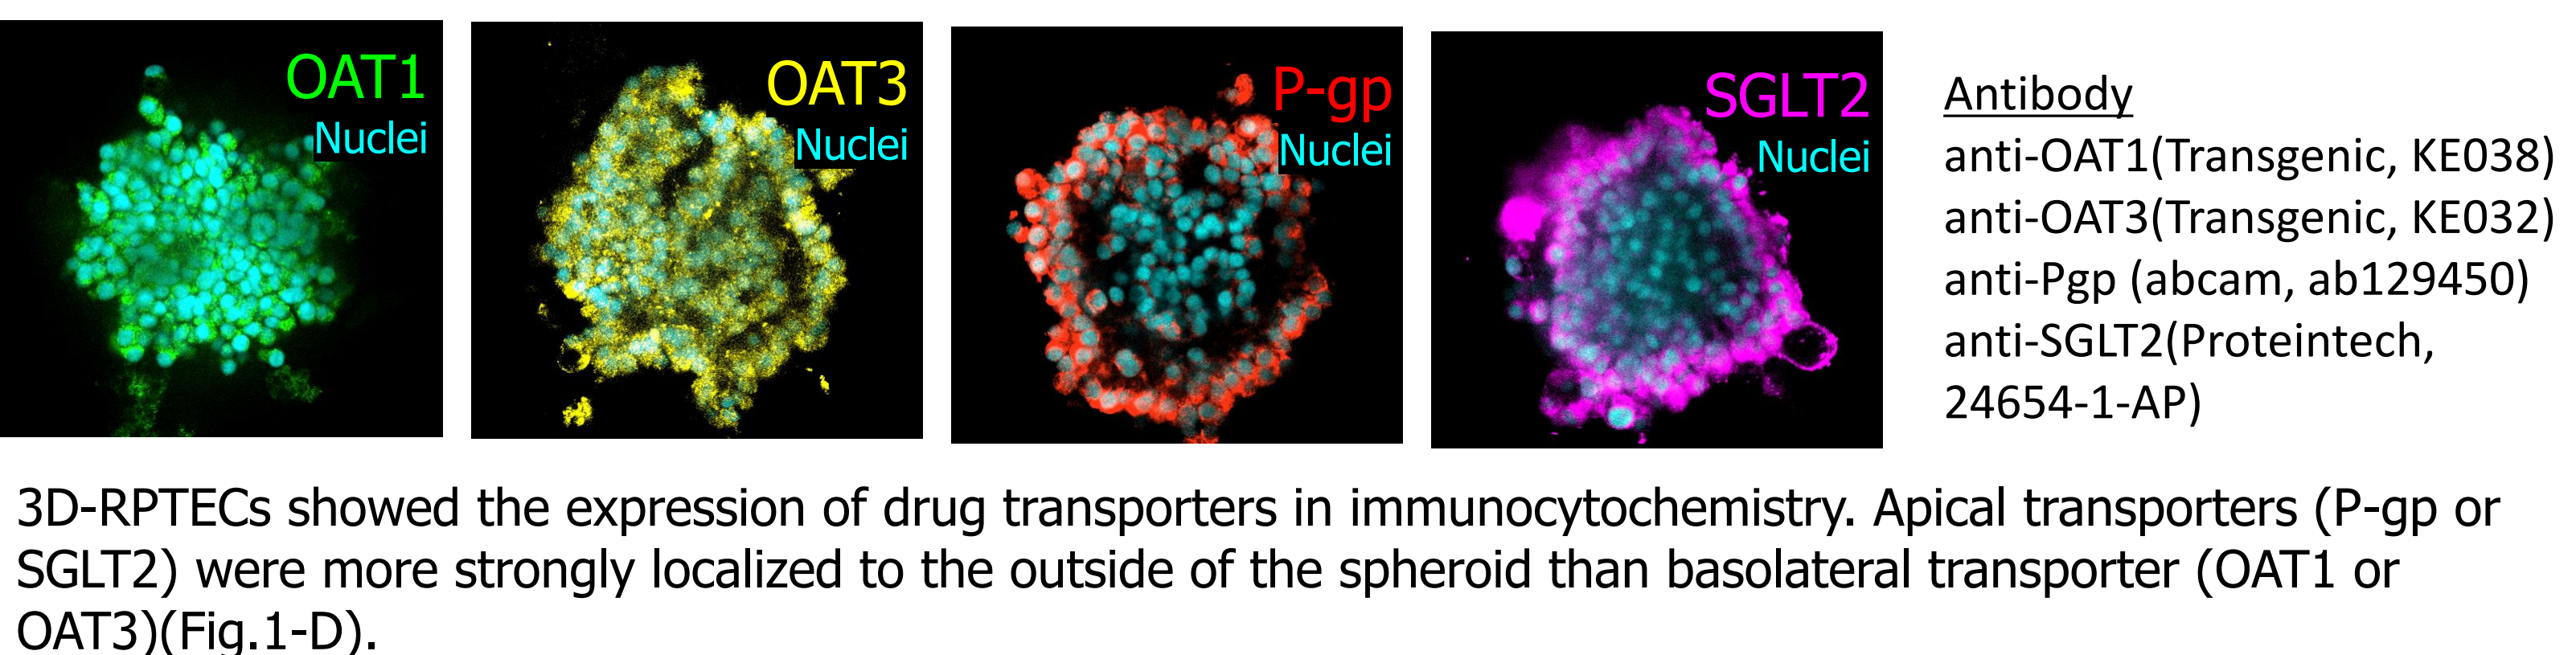 OAT1
Nuclei
OAT3
Nuclei
P-gp
Nuclei
SGLT2
Nuclei
Antibody
anti-OAT1(Transgenic, KE038)
anti-OAT3(Transgenic, KE032)
anti-Pgp (abcam, ab129450)
anti-SGLT2(Proteintech,
24654-1-AP)
3D-RPTECs showed the expression of drug transporters in immunocytochemistry. Apical transporters (P-gp or
SGLT2) were more strongly localized to the outside of the spheroid than basolateral transporter (OAT1 or
OAT3)(Fig.1-D).